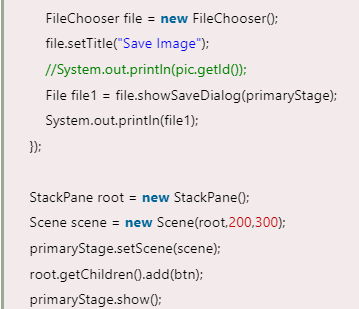 FileChooser file = new FileChooser();
file.setTitle("Save Image");
//System.out.println(pic.getId());
File file1 = file.showSaveDialog(primaryStage);
System.out.println(file1);
});
StackPane root = new StackPane();
Scene scene = new Scene(root,200,300);
primaryStage.setScene(scene);
root.getChildren().add(btn);
primaryStage.show();